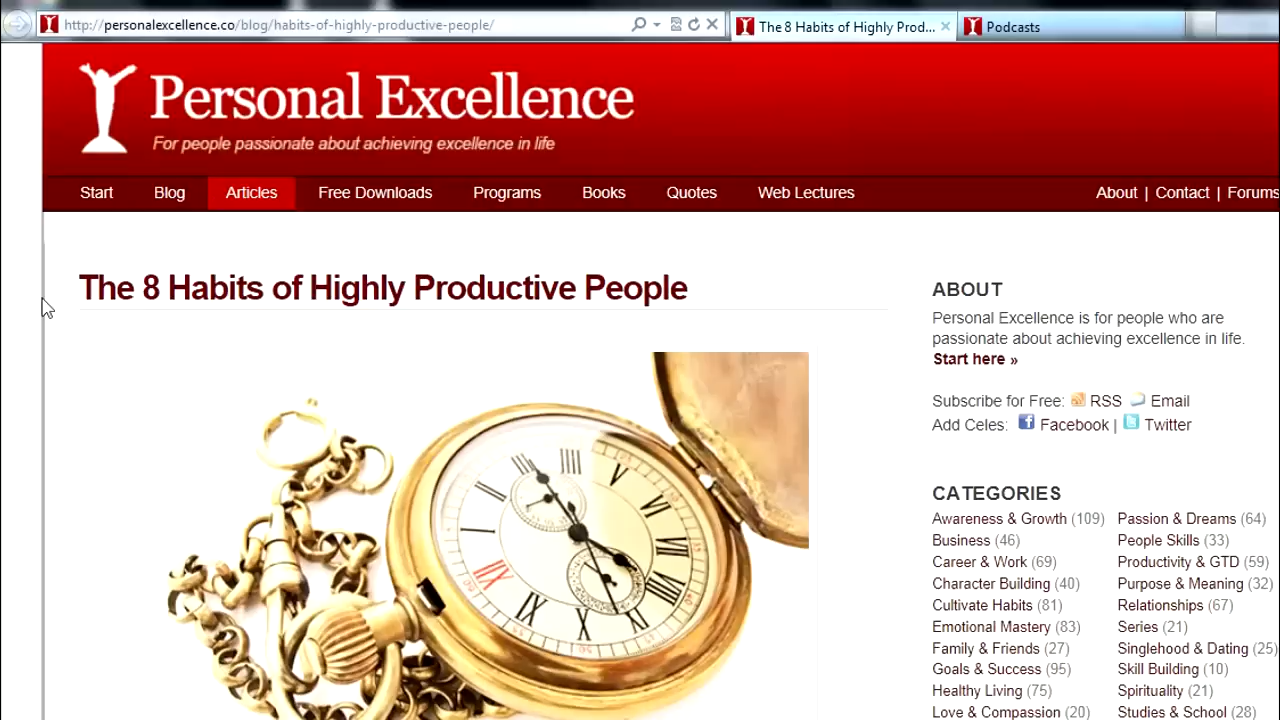 http://personalexcellence.co/blog/habits-of-highly-productive-people/
The 8 Habits of Highly Prod...
Podcasts
Personal Excellence
For people passionate about achieving excellence in life
Start Blog Articles Free Downloads Programs Books Quotes Web Lectures About | Contact | Forums
The 8 Habits of Highly Productive People
ABOUT
Personal Excellence is for people who are
passionate about achieving excellence in life.
Start here »
Subscribe for Free: RSS Email
Add Celes: Facebook | Twitter
CATEGORIES
Awareness & Growth (109) Passion & Dreams (64)
Business (46) People Skills (33)
Career & Work (69) Productivity & GTD (59)
Character Building (40) Purpose & Meaning (32)
Cultivate Habits (81) Relationships (67)
Emotional Mastery (83) Series (21)
Family & Friends (27) Singlehood & Dating (25)
Goals & Success (95) Skill Building (10)
Healthy Living (75) Spirituality (21)
Love & Compassion (20) Studies & School (28)